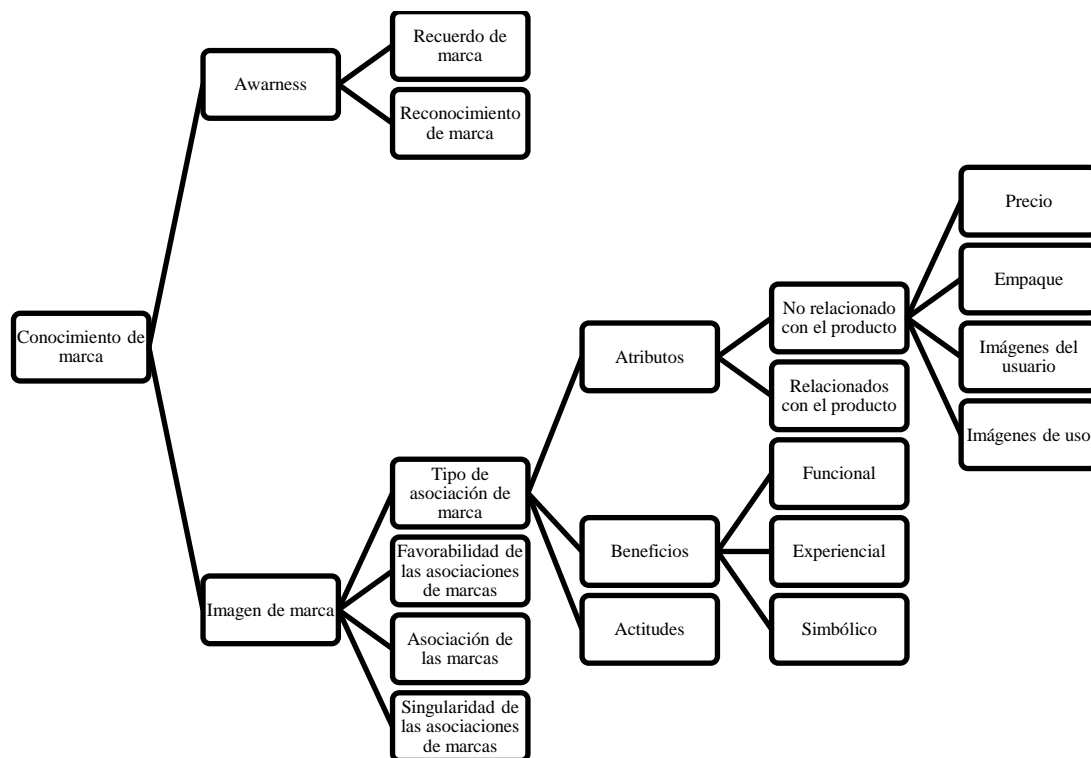 Recuerdo de
marca
Awarness
Reconocimiento
de marca
Precio
Empaque
No relacionado
con el producto
Imágenes del
usuario
Conocimiento de
marca
Atributos
Relacionados
con el producto
Imágenes de uso
Tipo de
asociación de
marca
Funcional
Favorabilidad de
las asociaciones
de marcas
Beneficios
Experiencial
Imagen de marca
Asociación de
las marcas
Actitudes
Simbólico
Singularidad de
las asociaciones
de marcas